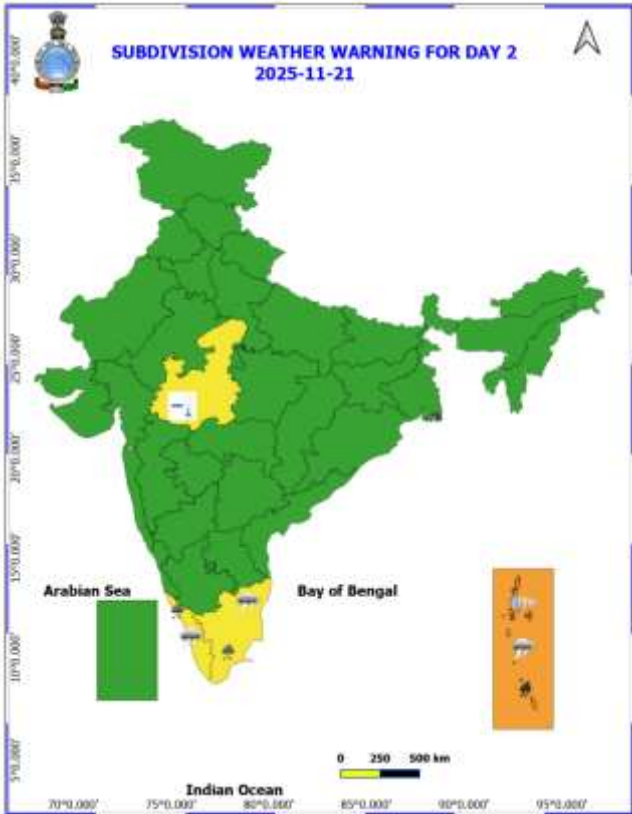 SUBDIVISION WEATHER WARNING FOR DAY 2
2025-11-21
40°0.000'
35°0.000'
30°0.000'
25°0.000'
20°0.000'
15°0.000'
10°0.000'
5°0.000'
Arabian Sea
Bay of Bengal
0 250 500 km
Indian Ocean
70°0.000' 75°0.000' 80°0.000' 85°0.000' 90°0.000' 95°0.000'